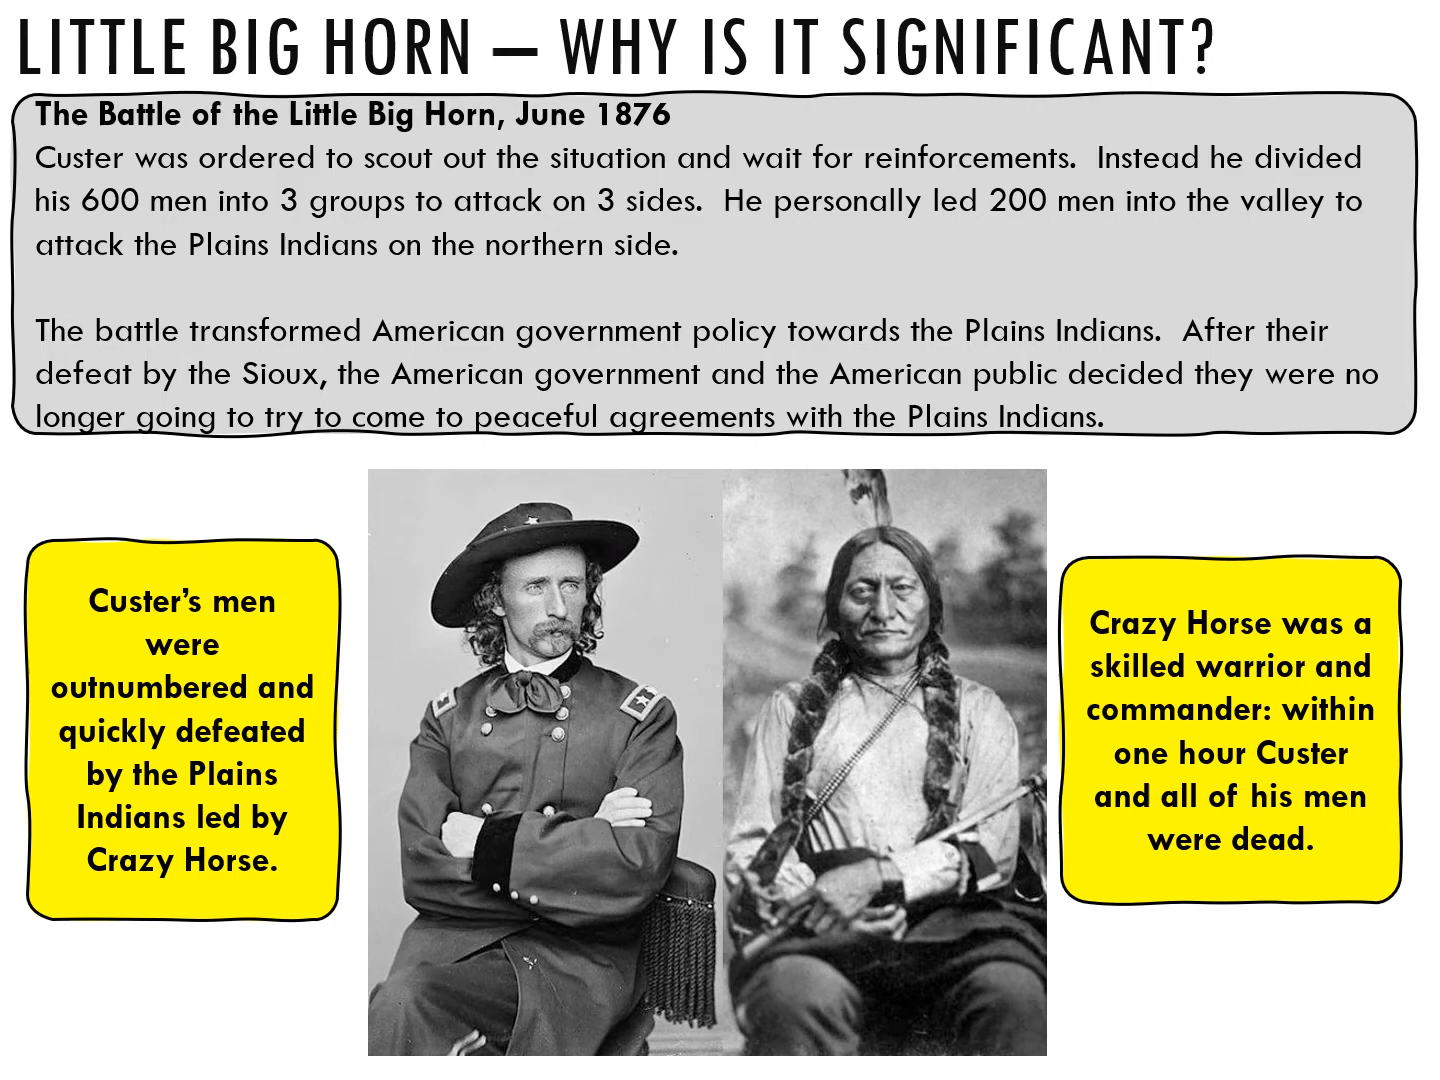 LITTLE BIG HORN – WHY IS IT SIGNIFICANT?
The Battle of the Little Big Horn, June 1876
Custer was ordered to scout out the situation and wait for reinforcements.  Instead he divided
his 600 men into 3 groups to attack on 3 sides.  He personally led 200 men into the valley to
attack the Plains Indians on the northern side.
The battle transformed American government policy towards the Plains Indians.  After their
defeat by the Sioux, the American government and the American public decided they were no
longer going to try to come to peaceful agreements with the Plains Indians.
Custer’s men
were
outnumbered and
quickly defeated
by the Plains
Indians led by
Crazy Horse.
Crazy Horse was a
skilled warrior and
commander: within
one hour Custer
and all of his men
were dead.